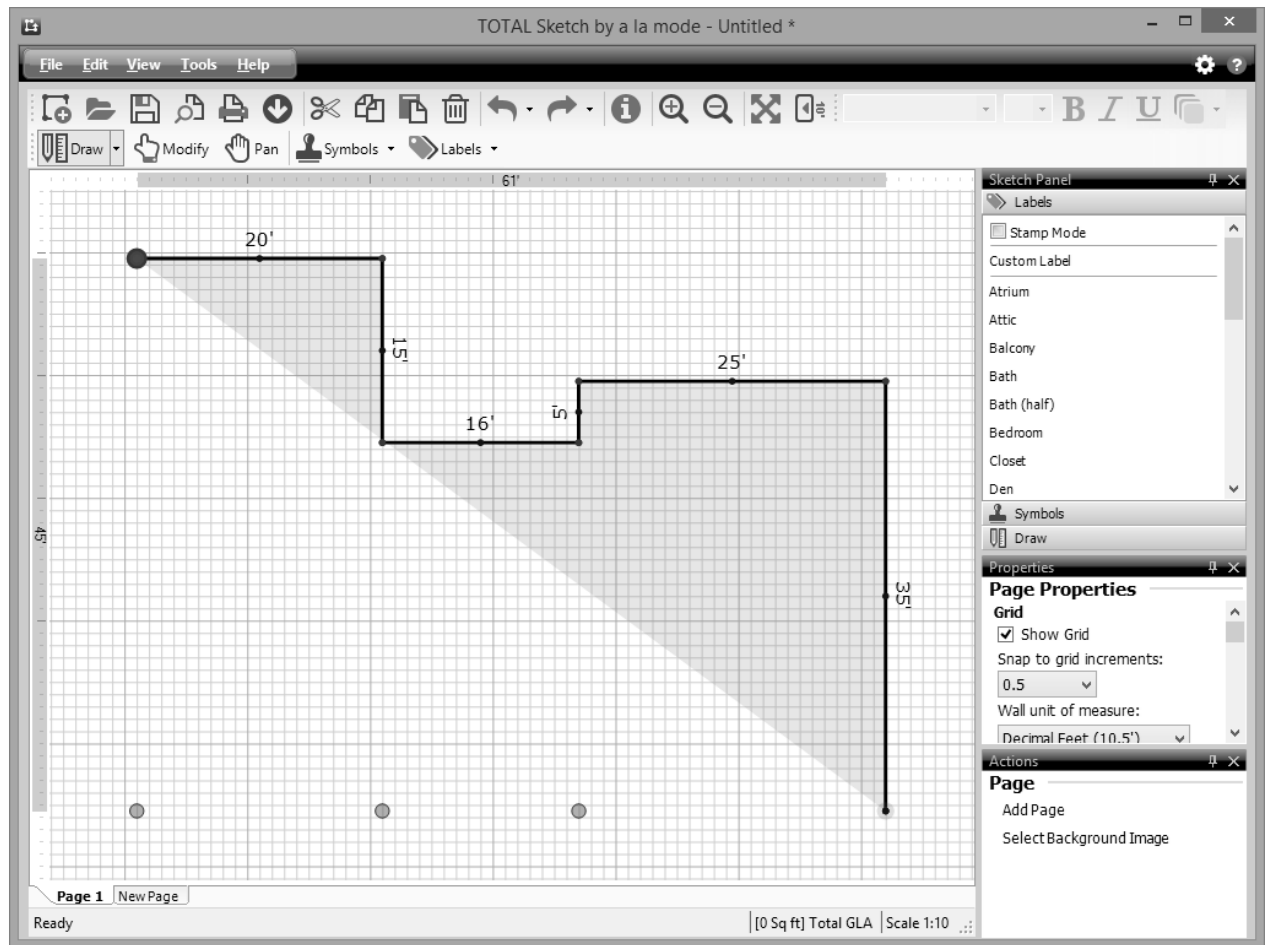 TOTAL Sketch by a la mode - Untitled *
File Edit View Tools Help
B I U
Draw Modify Pan Symbols Labels
61'
20'
15'
16'
5'
25'
35'
45'
Sketch Panel
Labels
Stamp Mode
Custom Label
Atrium
Attic
Balcony
Bath
Bath (half)
Bedroom
Closet
Den
Symbols
Draw
Properties
Page Properties
Grid
Show Grid
Snap to grid increments:
0.5
Wall unit of measure:
Decimal Feet (10.5')
Actions
Page
Add Page
Select Background Image
Page 1 New Page
Ready [0 Sq ft] Total GLA Scale 1:10